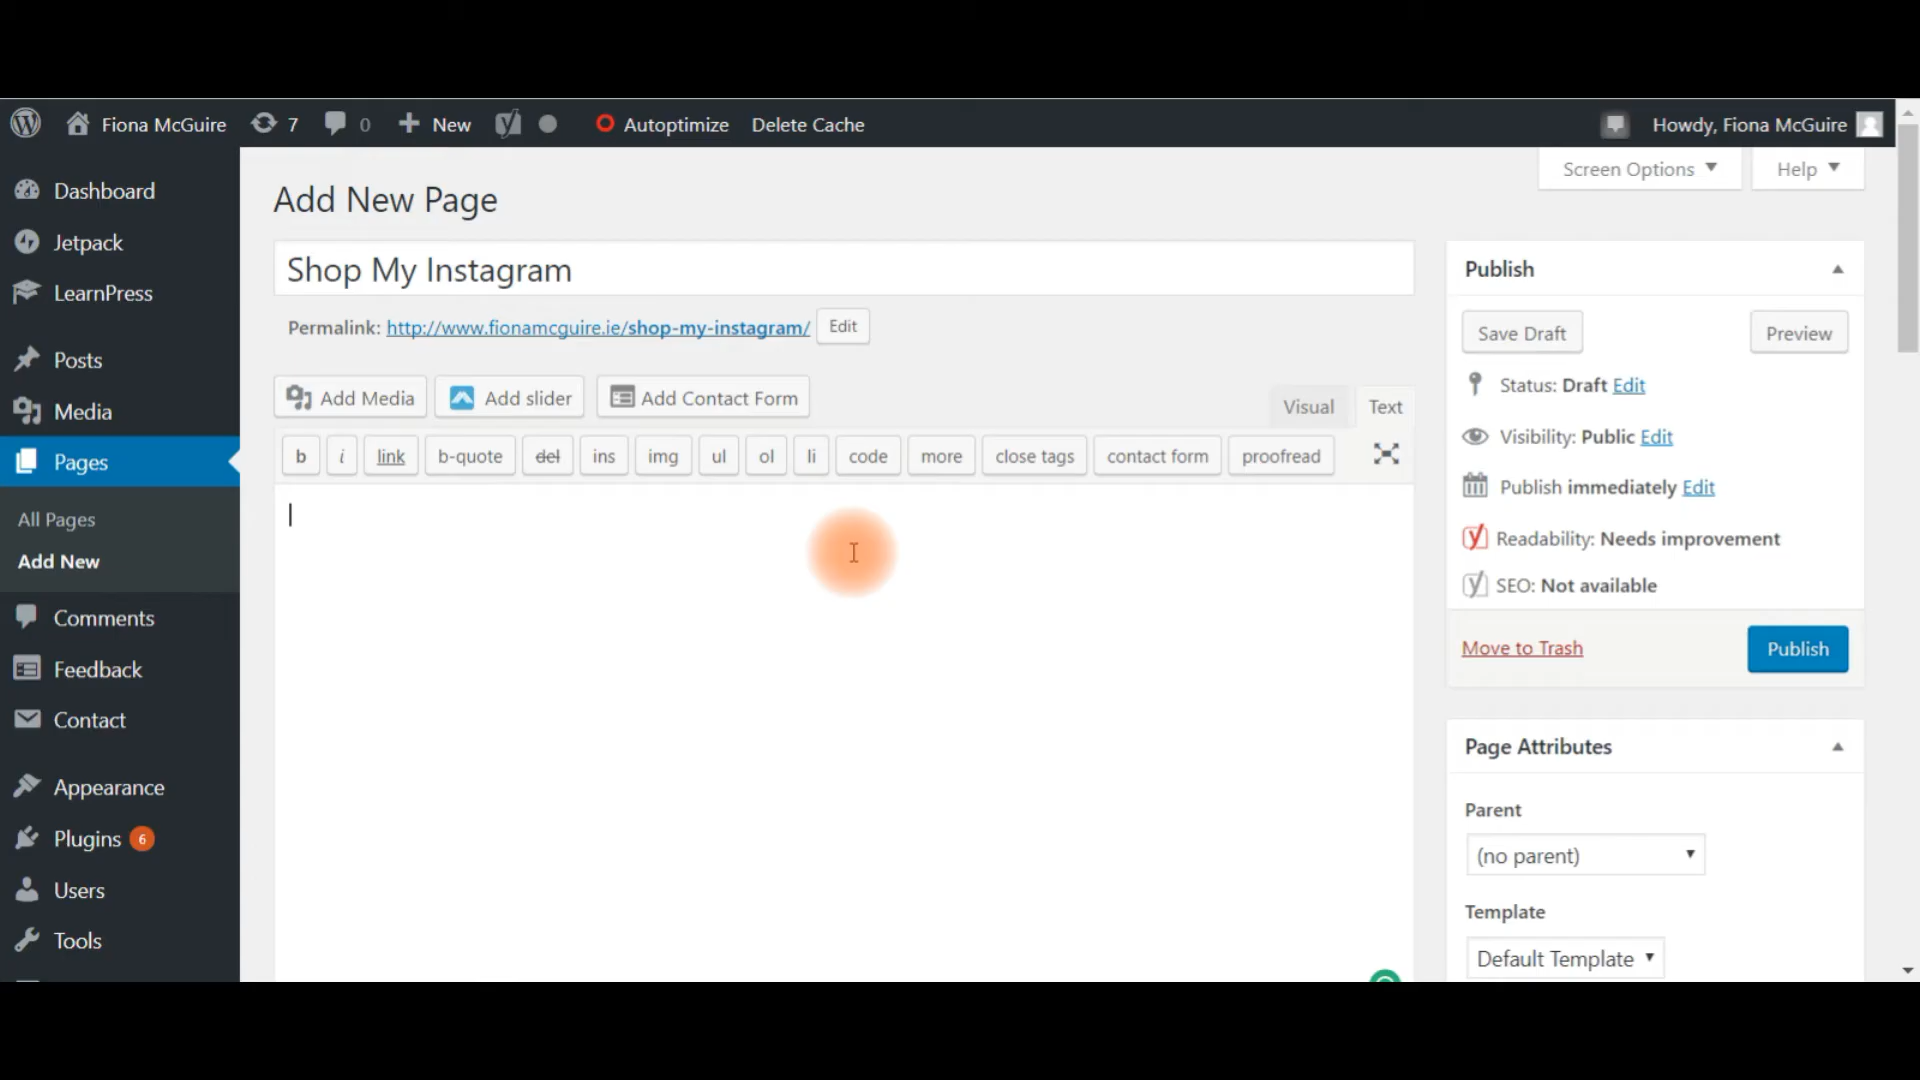 Fiona McGuire 7 0 New Autoptimize Delete Cache Howdy, Fiona McGuire
Screen Options Help
Dashboard
Jetpack
LearnPress
Posts
Media
Pages
All Pages
Add New
Comments
Feedback
Contact
Appearance
Plugins 6
Users
Tools
Add New Page
Shop My Instagram
Permalink: http://www.fionamcguire.ie/shop-my-instagram/ Edit
Add Media Add slider Add Contact Form
Visual Text
b i link b-quote del ins img ul ol li code more close tags contact form proofread
Publish
Save Draft Preview
Status: Draft Edit
Visibility: Public Edit
Publish immediately Edit
Readability: Needs improvement
SEO: Not available
Move to Trash Publish
Page Attributes
Parent
(no parent)
Template
Default Template